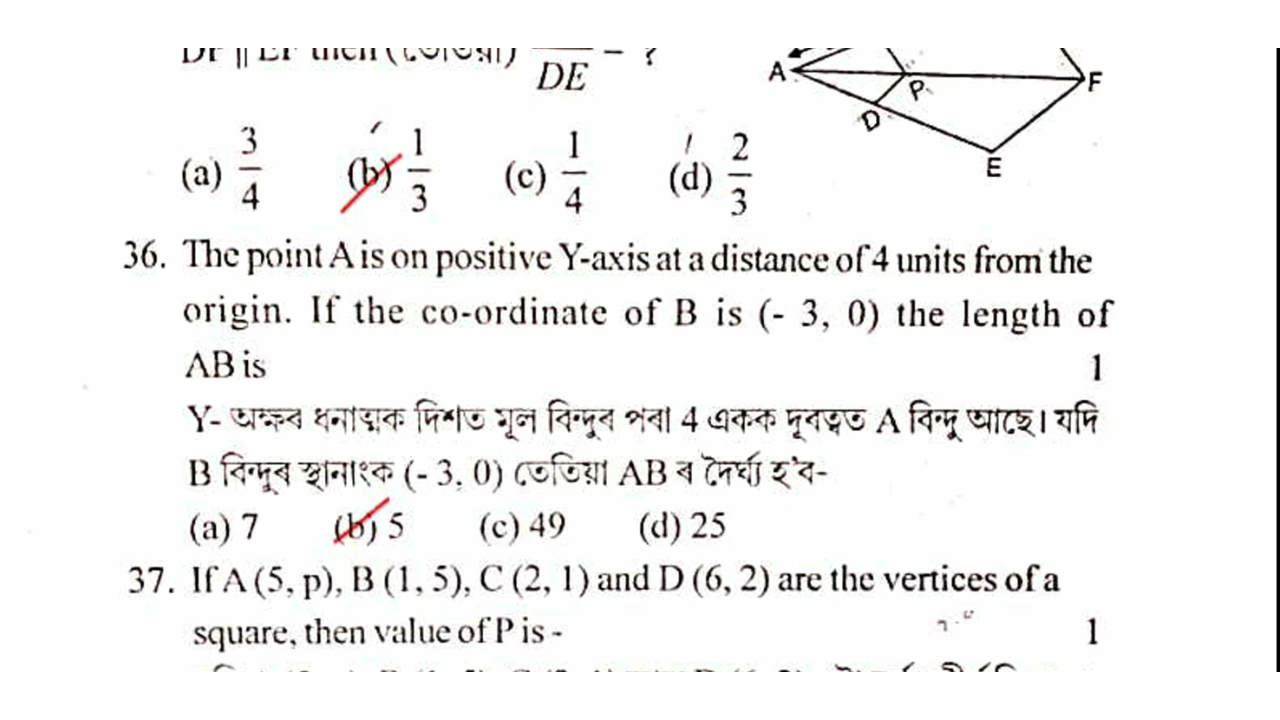 DF || EF then (তেতিয়া) / DE = ?
A P F D E
(a) 3/4 (b) 1/3 (c) 1/4 (d) 2/3
36. The point A is on positive Y-axis at a distance of 4 units from the
origin. If the co-ordinate of B is (- 3, 0) the length of
AB is 1
Y- অক্ষৰ ধনাত্মক দিশত মূল বিন্দুৰ পৰা 4 একক দূৰত্বত A বিন্দু আছে। যদি
B বিন্দুৰ স্থানাংক (- 3, 0) তেতিয়া AB ৰ দৈৰ্ঘ্য হ'ব-
(a) 7 (b) 5 (c) 49 (d) 25
37. If A (5, p), B (1, 5), C (2, 1) and D (6, 2) are the vertices of a
square, then value of P is - 1